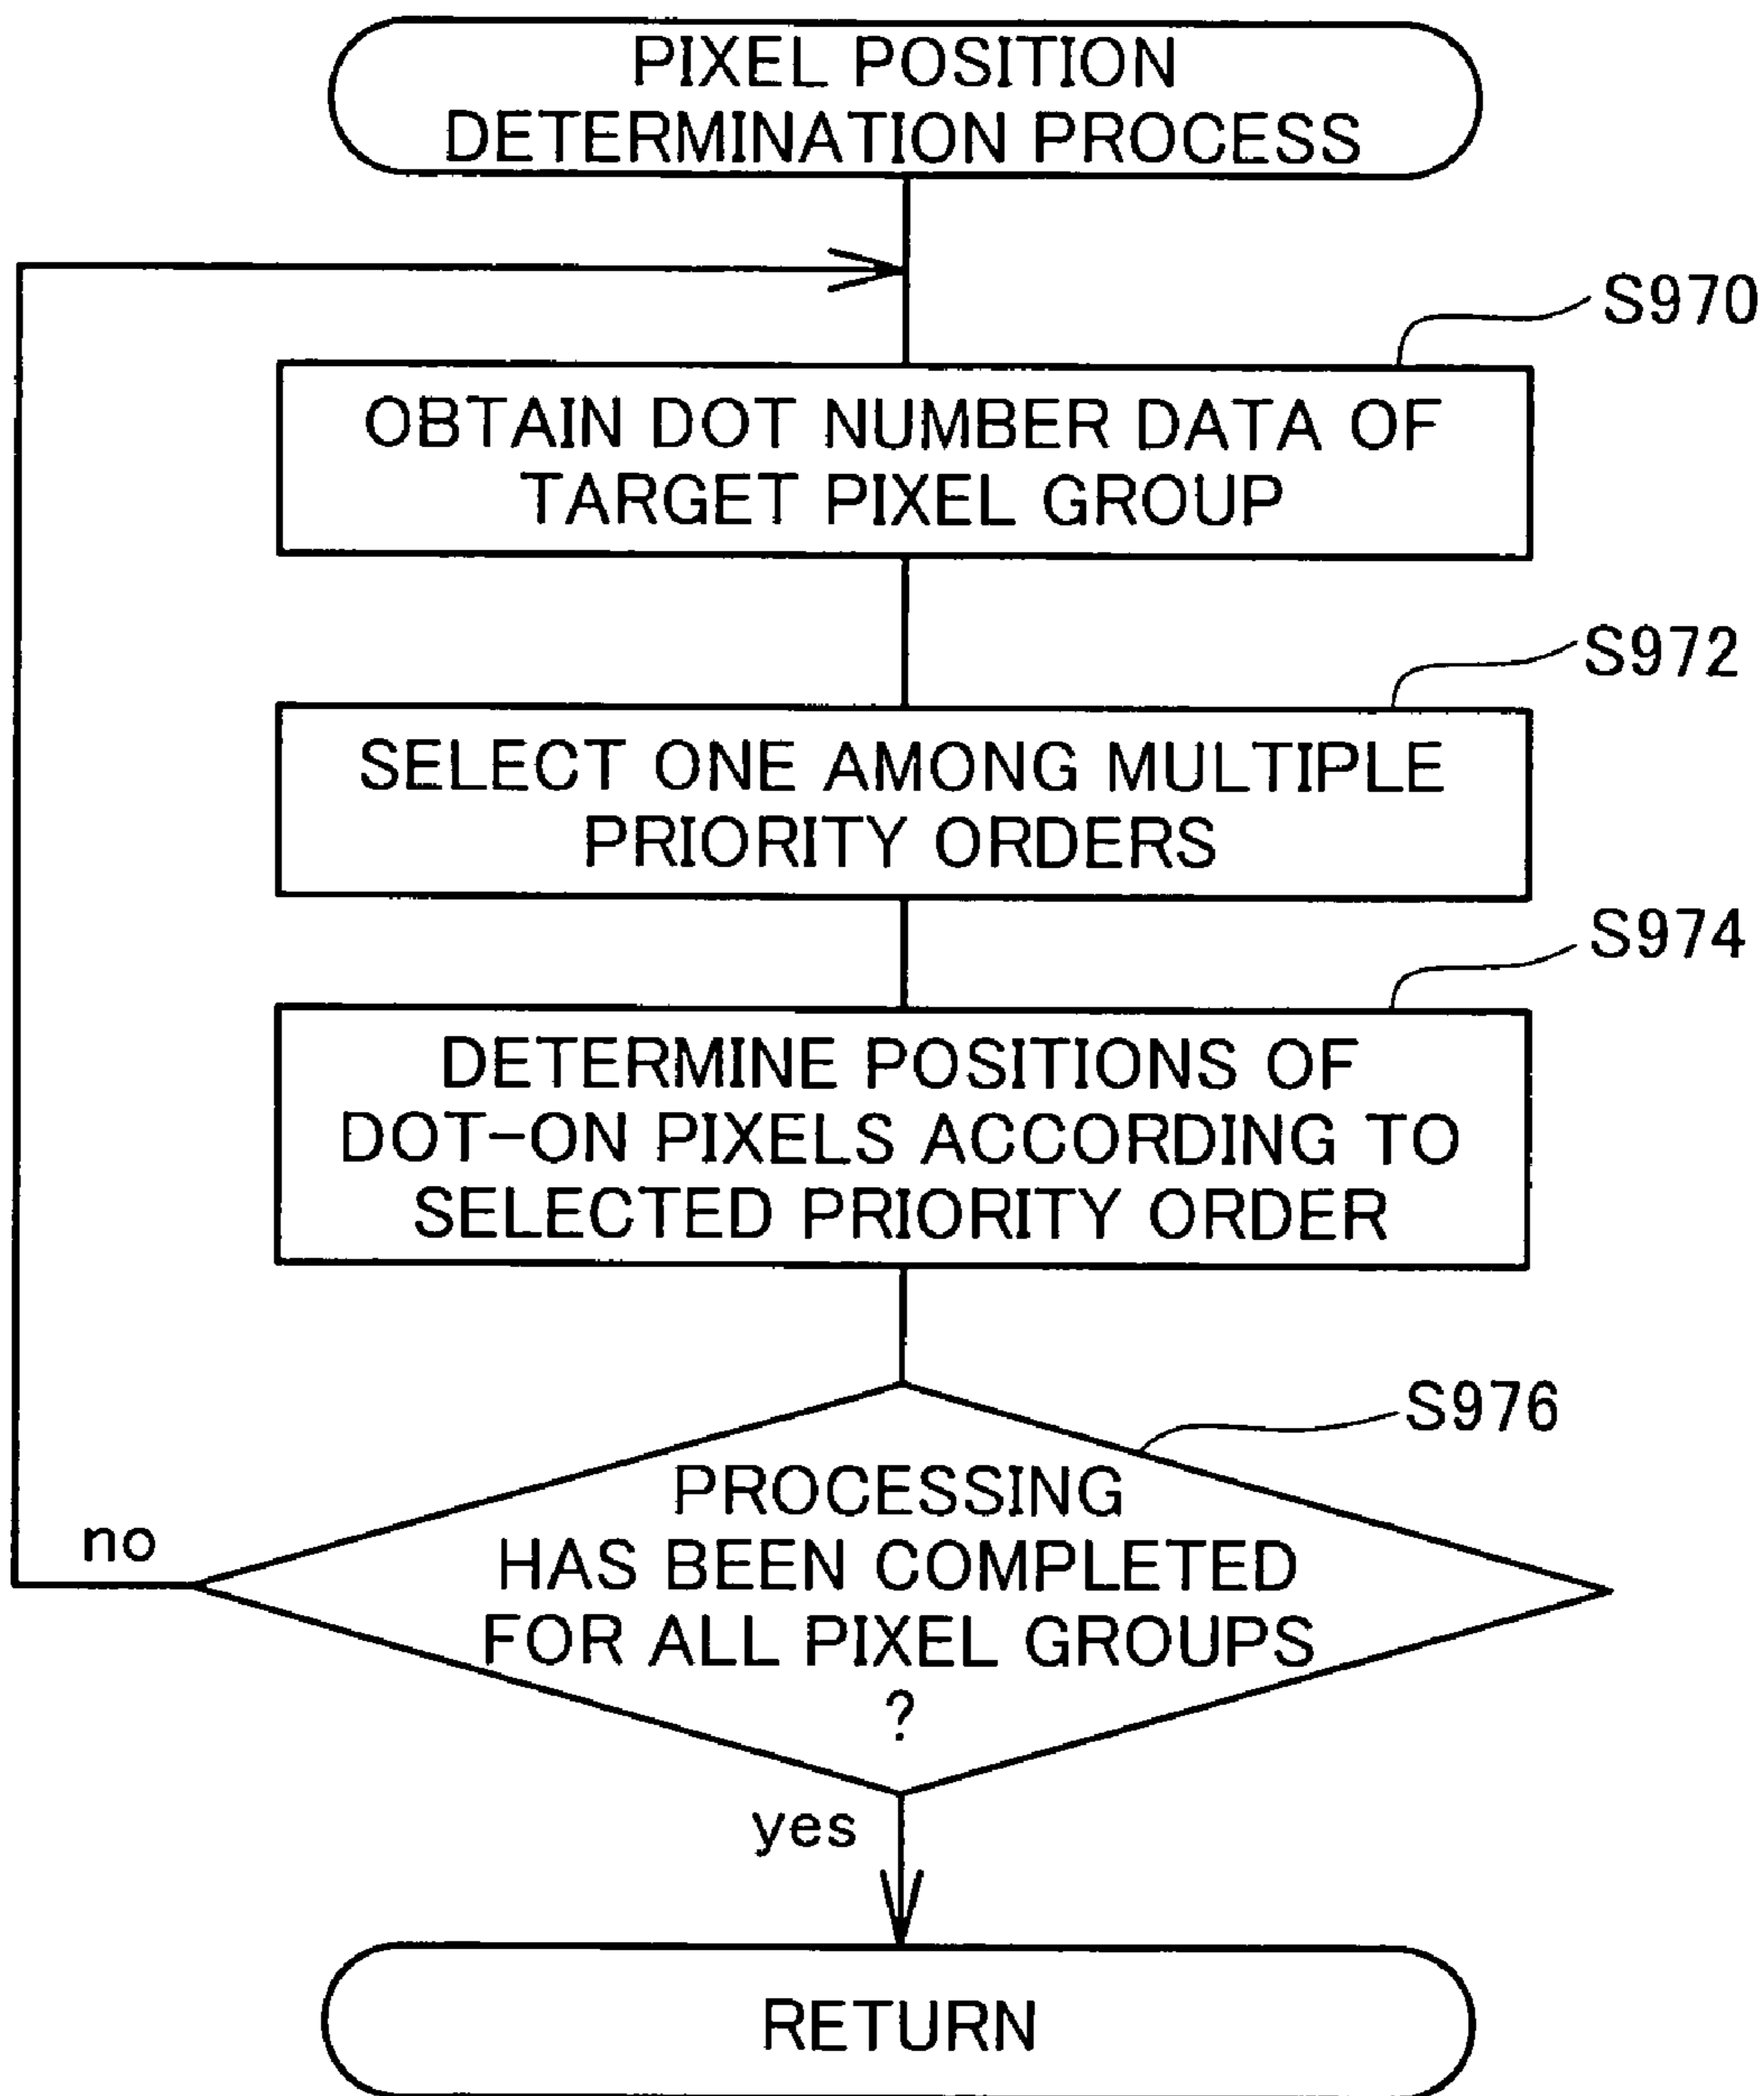 PIXEL POSITION
DETERMINATION PROCESS
S970
OBTAIN DOT NUMBER DATA OF
TARGET PIXEL GROUP
S972
SELECT ONE AMONG MULTIPLE
PRIORITY ORDERS
S974
DETERMINE POSITIONS OF
DOT-ON PIXELS ACCORDING TO
SELECTED PRIORITY ORDER
S976
PROCESSING
HAS BEEN COMPLETED
FOR ALL PIXEL GROUPS
?
no
yes
RETURN